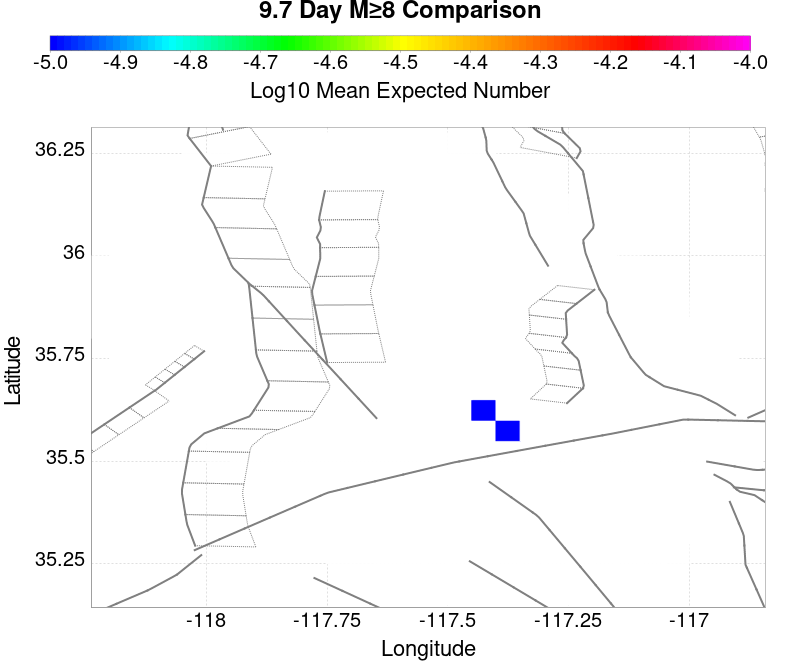 9.7 Day M≥8 Comparison
-5.0 -4.9 -4.8 -4.7 -4.6 -4.5 -4.4 -4.3 -4.2 -4.1 -4.0
Log10 Mean Expected Number
36.25
36
35.75
35.5
35.25
Latitude
-118 -117.75 -117.5 -117.25 -117
Longitude